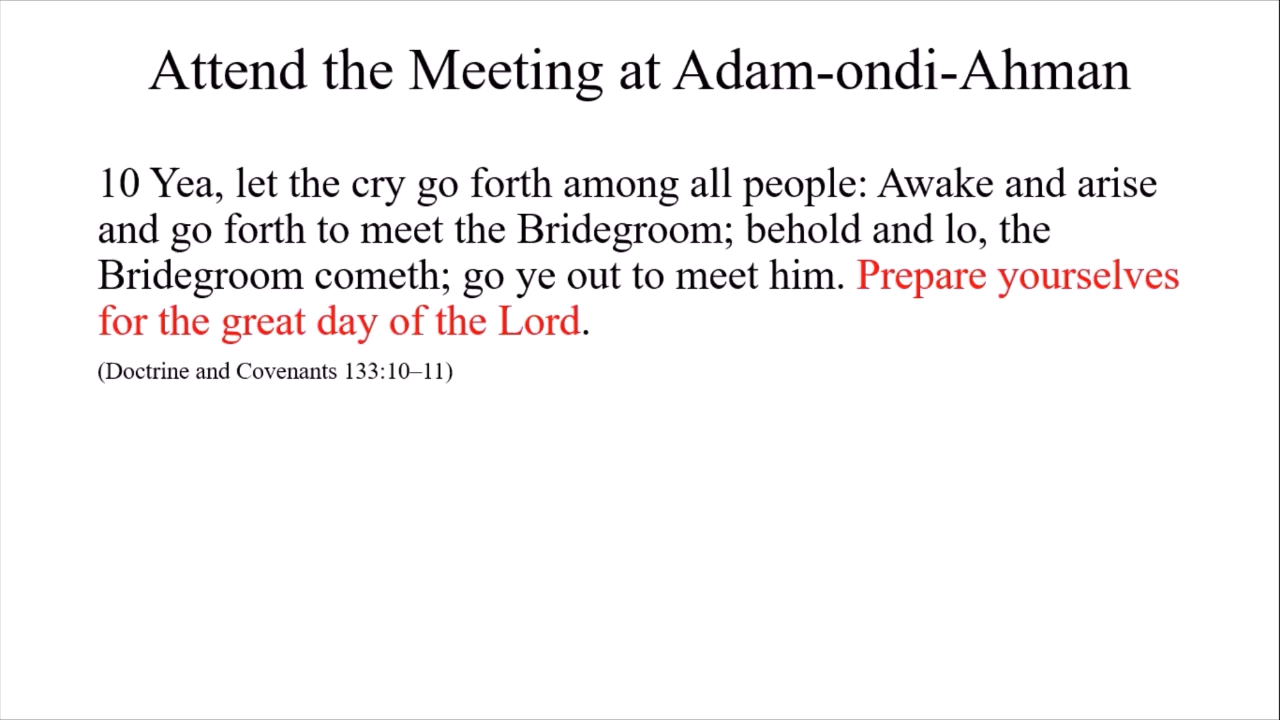 Attend the Meeting at Adam-ondi-Ahman
10 Yea, let the cry go forth among all people: Awake and arise
and go forth to meet the Bridegroom; behold and lo, the
Bridegroom cometh; go ye out to meet him. Prepare yourselves
for the great day of the Lord.
(Doctrine and Covenants 133:10–11)